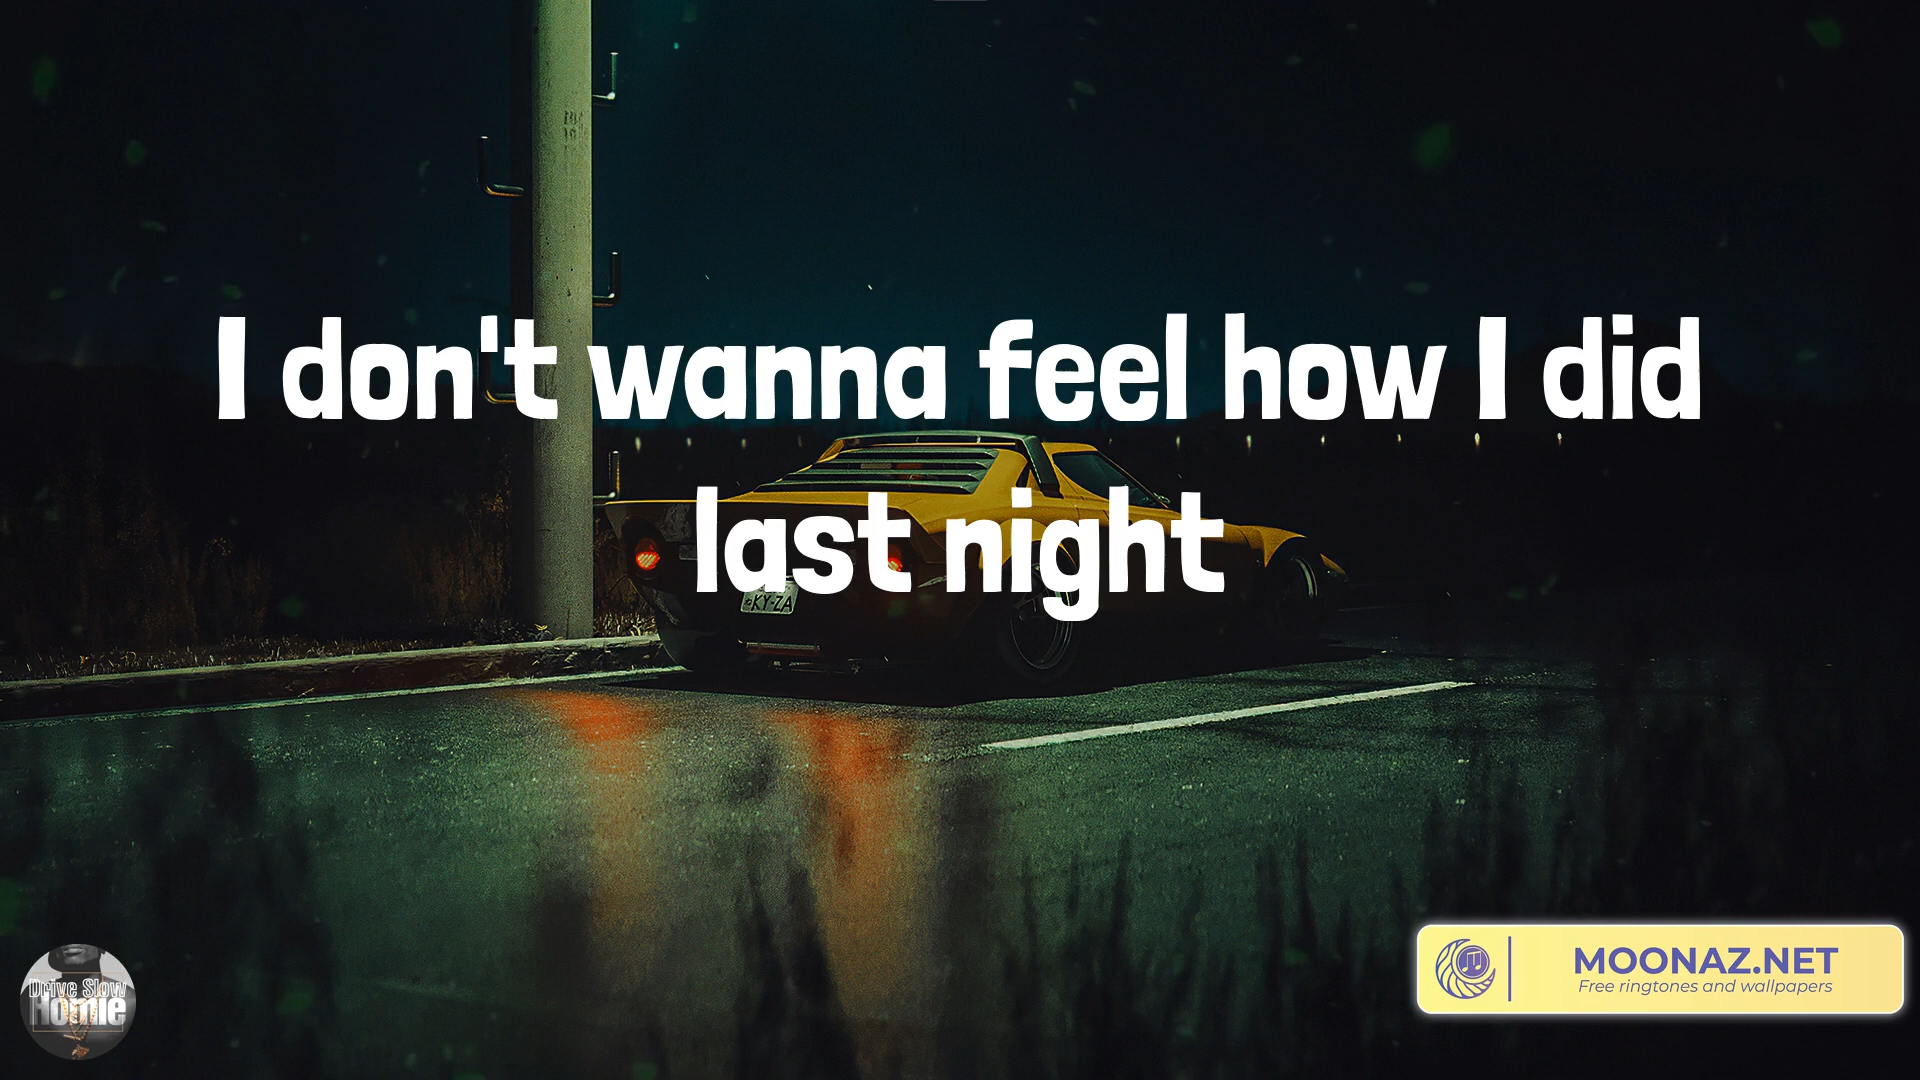 I don't wanna feel how I did
last night
KY-ZA
Drive Slow
Homie
MOONAZ.NET
Free ringtones and wallpapers